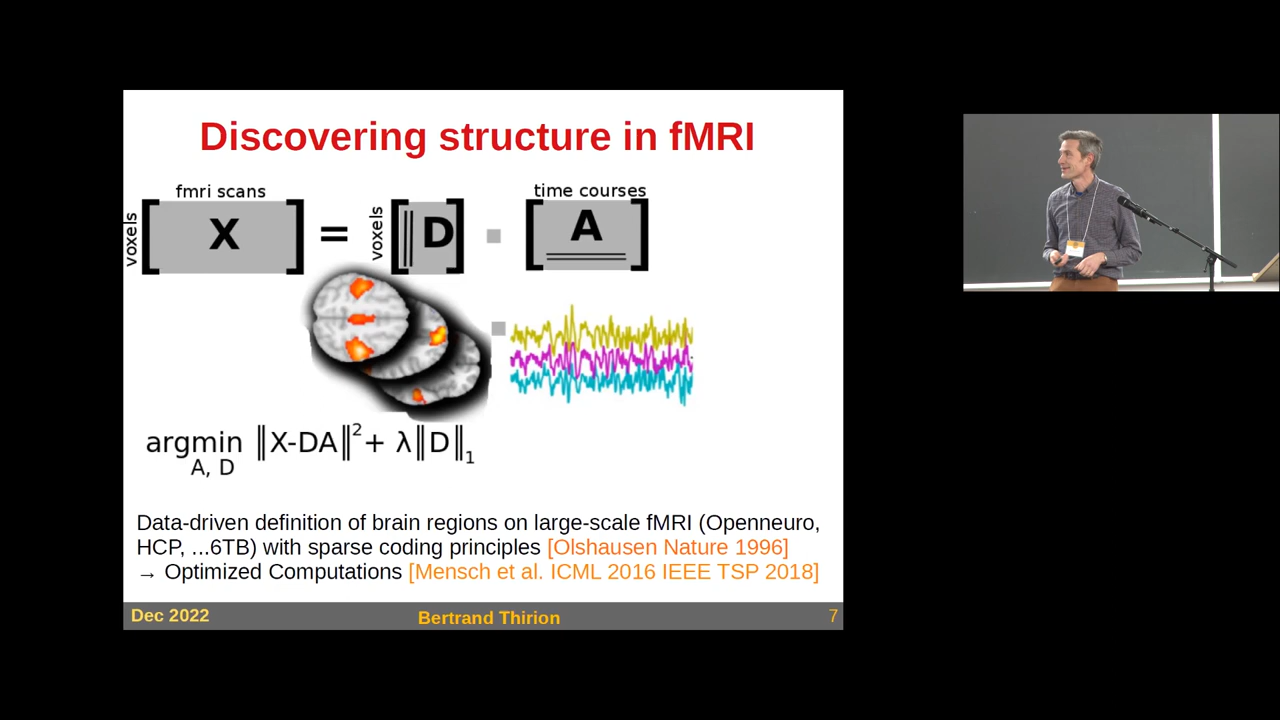 Discovering structure in fMRI
fmri scans
time courses
voxels
X
=
voxels
D
A
argmin ‖X-DA‖²+ λ‖D‖₁
A, D
Data-driven definition of brain regions on large-scale fMRI (Openneuro,
HCP, ...6TB) with sparse coding principles [Olshausen Nature 1996]
→ Optimized Computations [Mensch et al. ICML 2016 IEEE TSP 2018]
Dec 2022
Bertrand Thirion
7